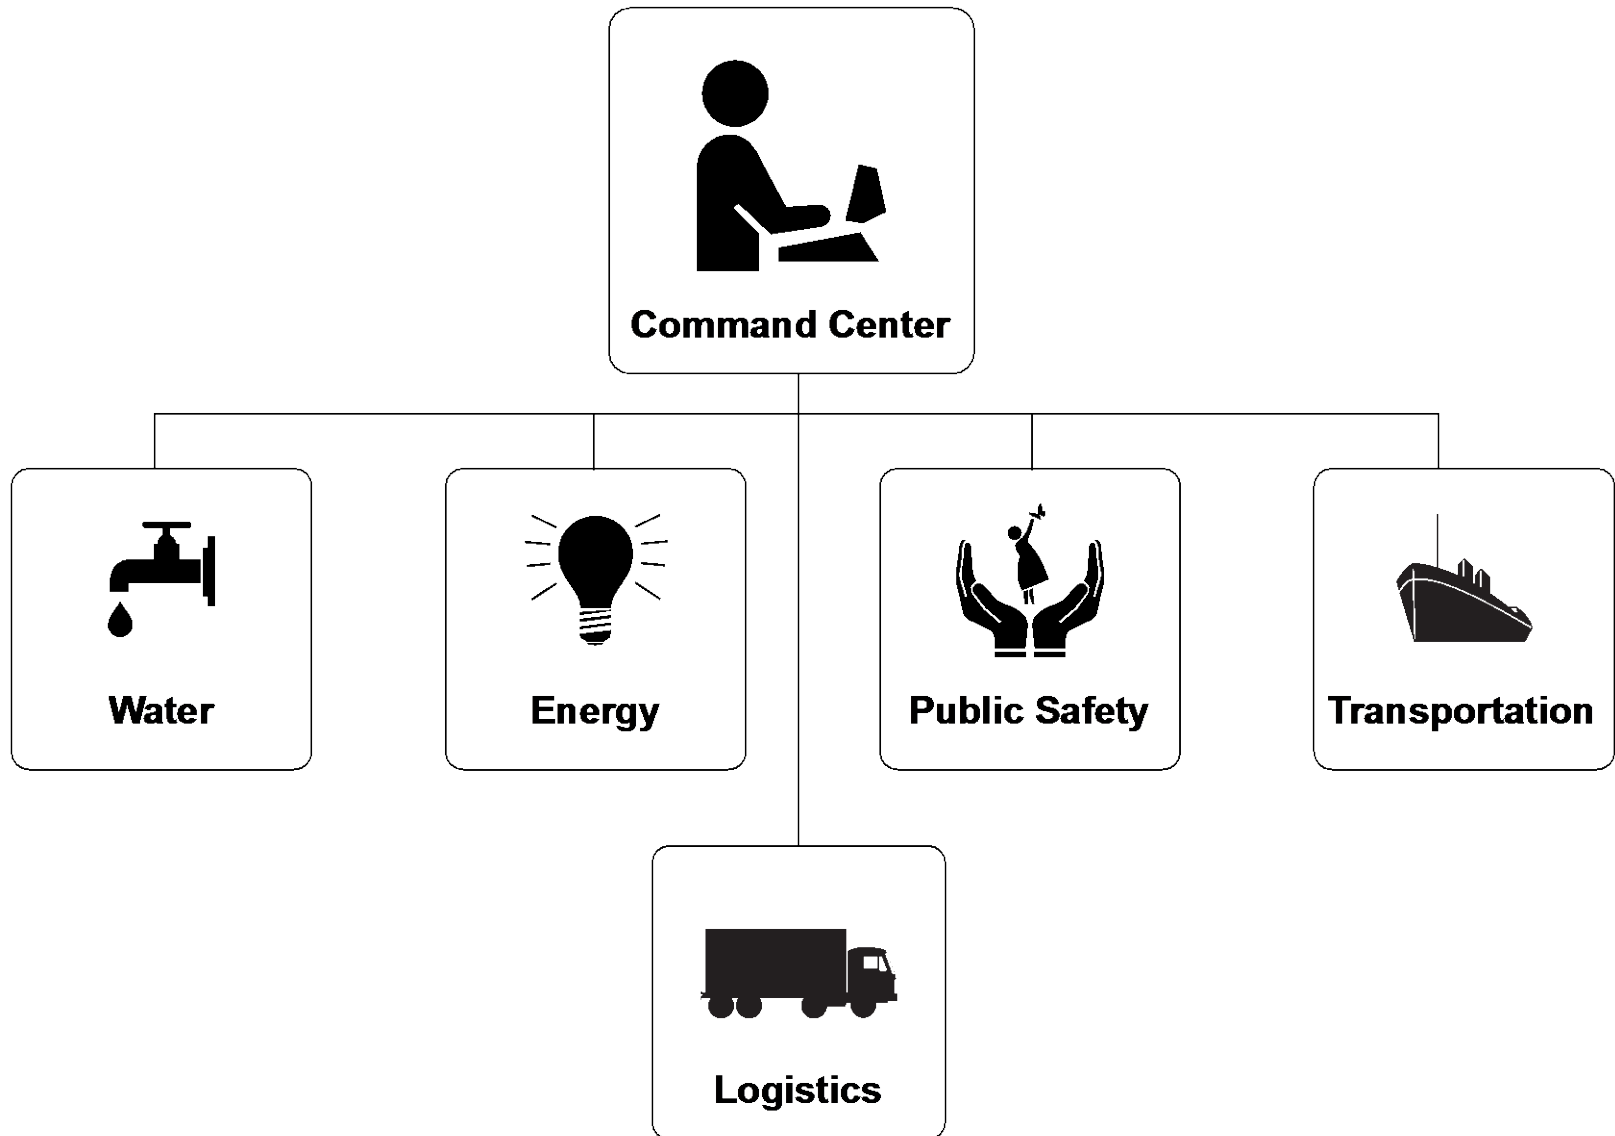 Command Center
Water
Energy
Public Safety
Transportation
Logistics